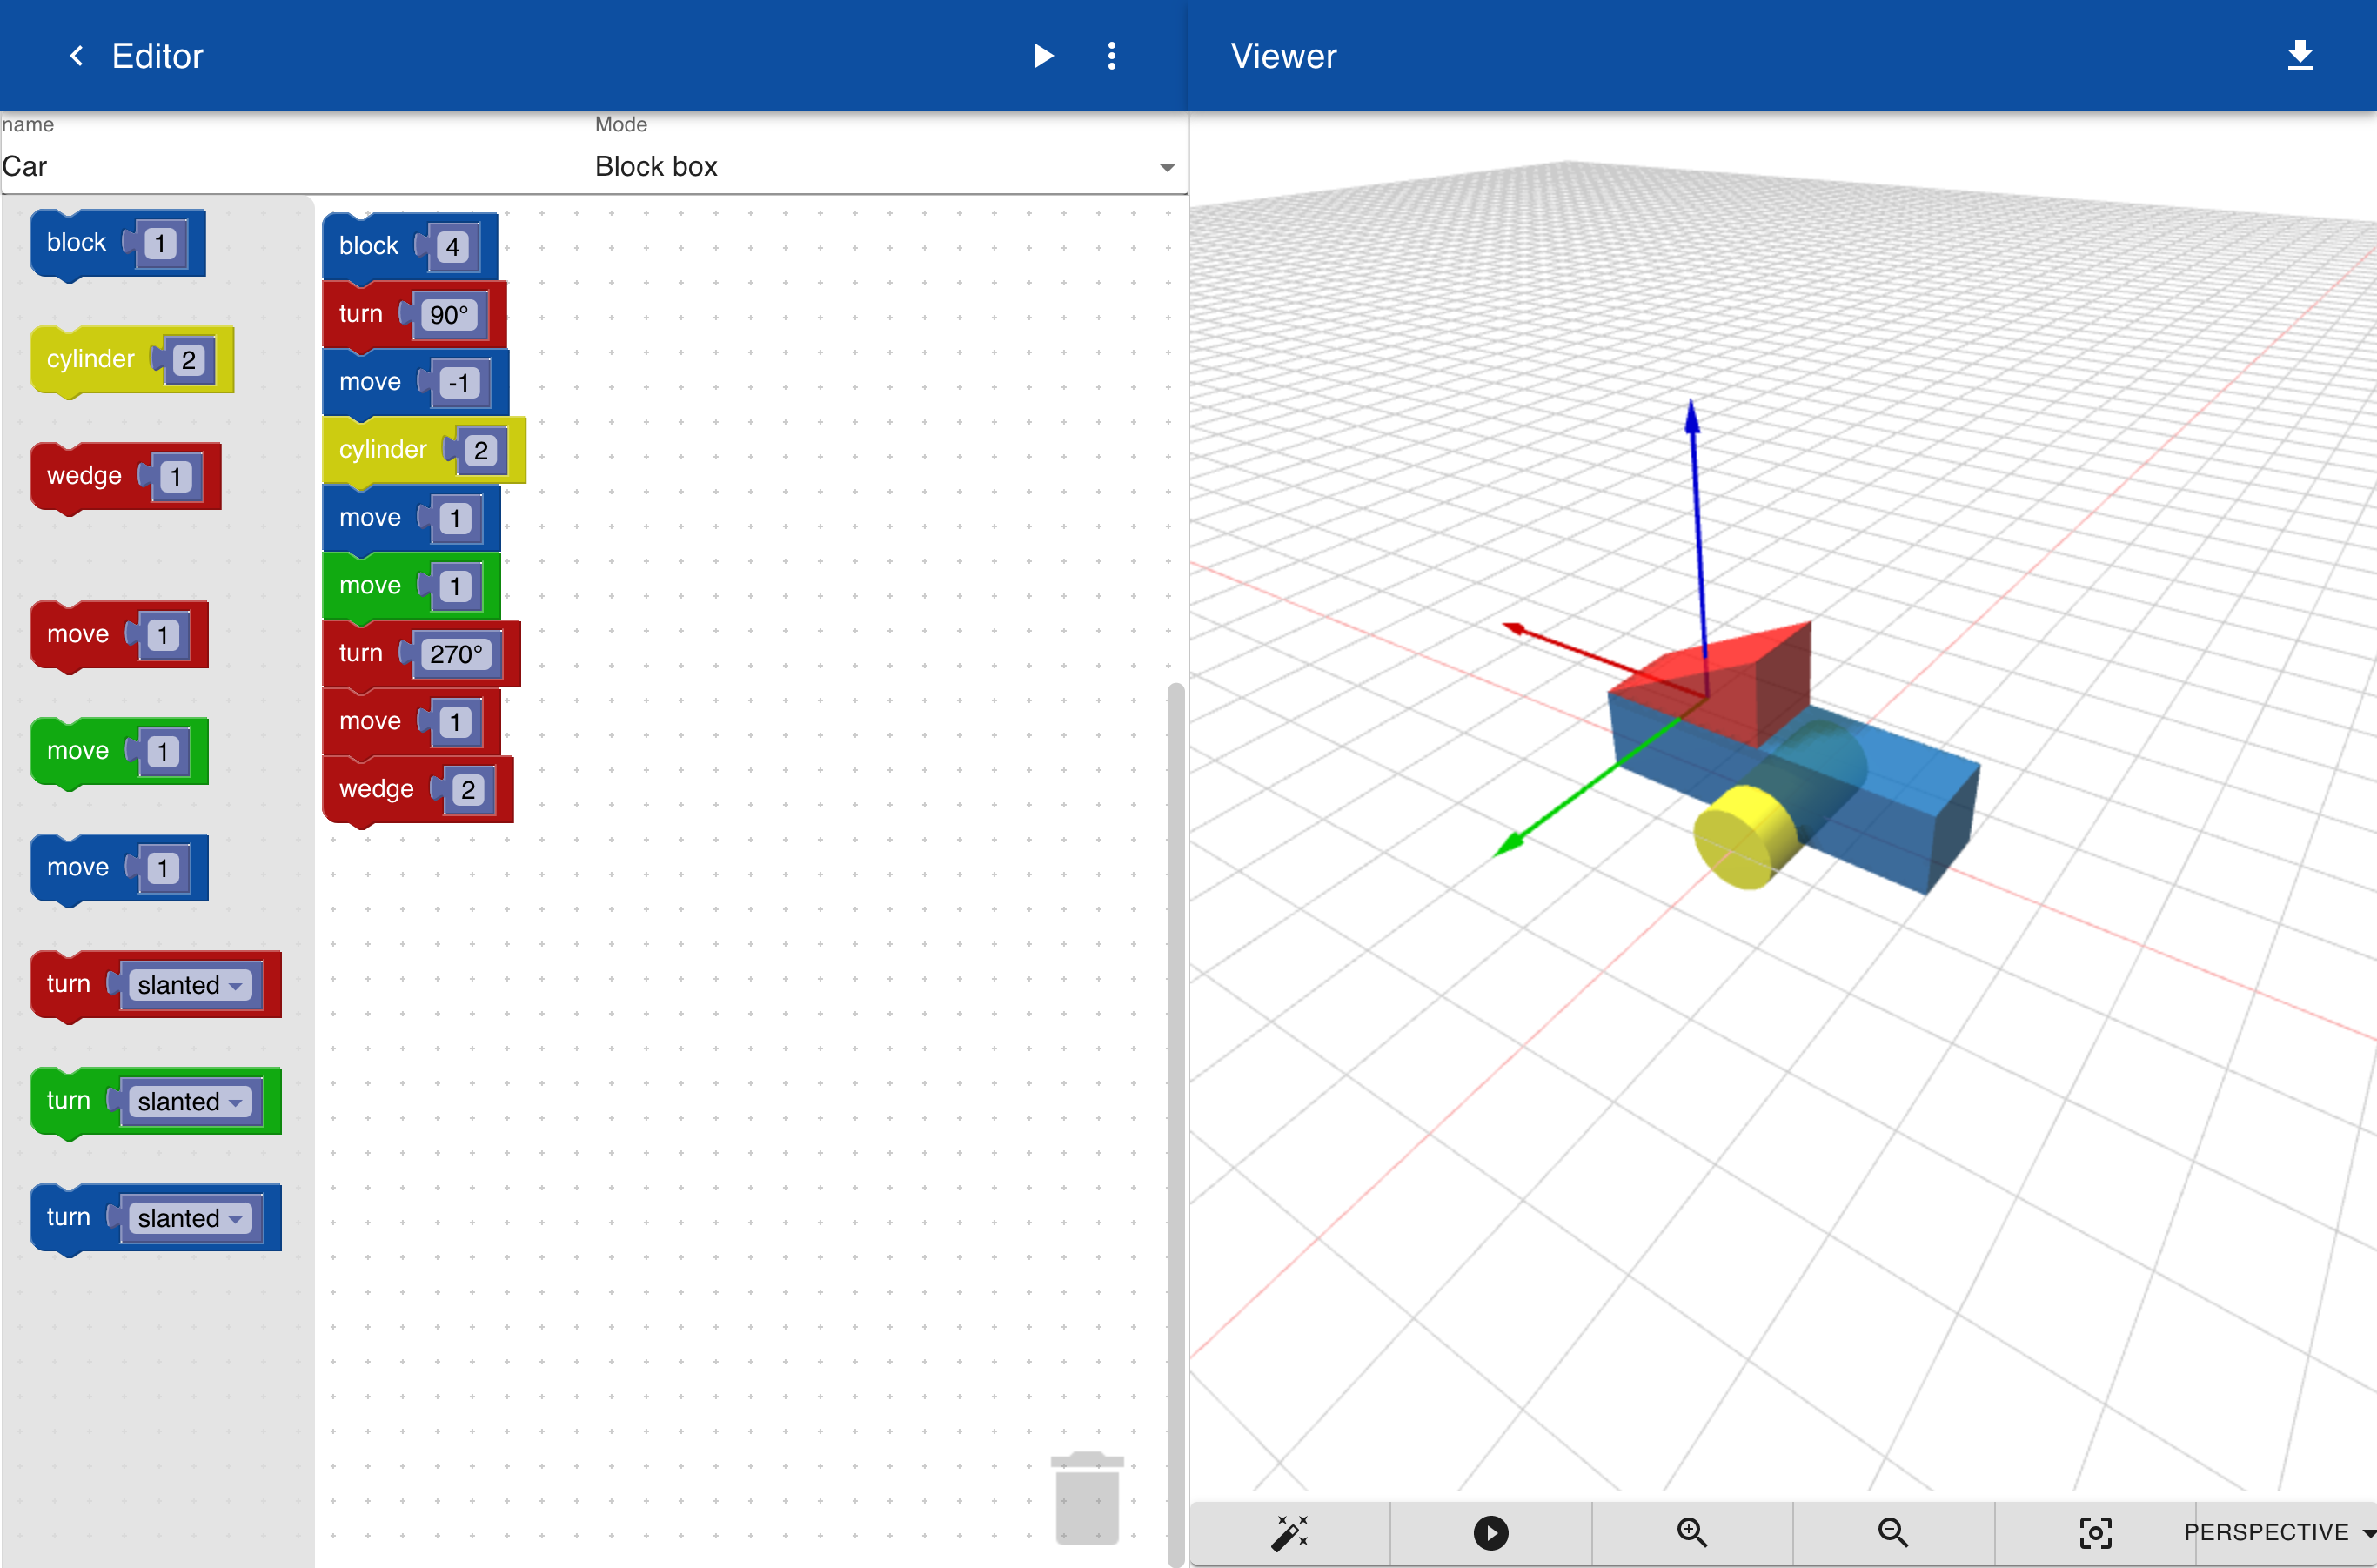 Editor
Viewer
name
Mode
Car
Block box
block 1
cylinder 2
wedge 1
move 1
move 1
move 1
turn slanted
turn slanted
turn slanted
block 4
turn 90°
move -1
cylinder 2
move 1
move 1
turn 270°
move 1
wedge 2
PERSPECTIVE